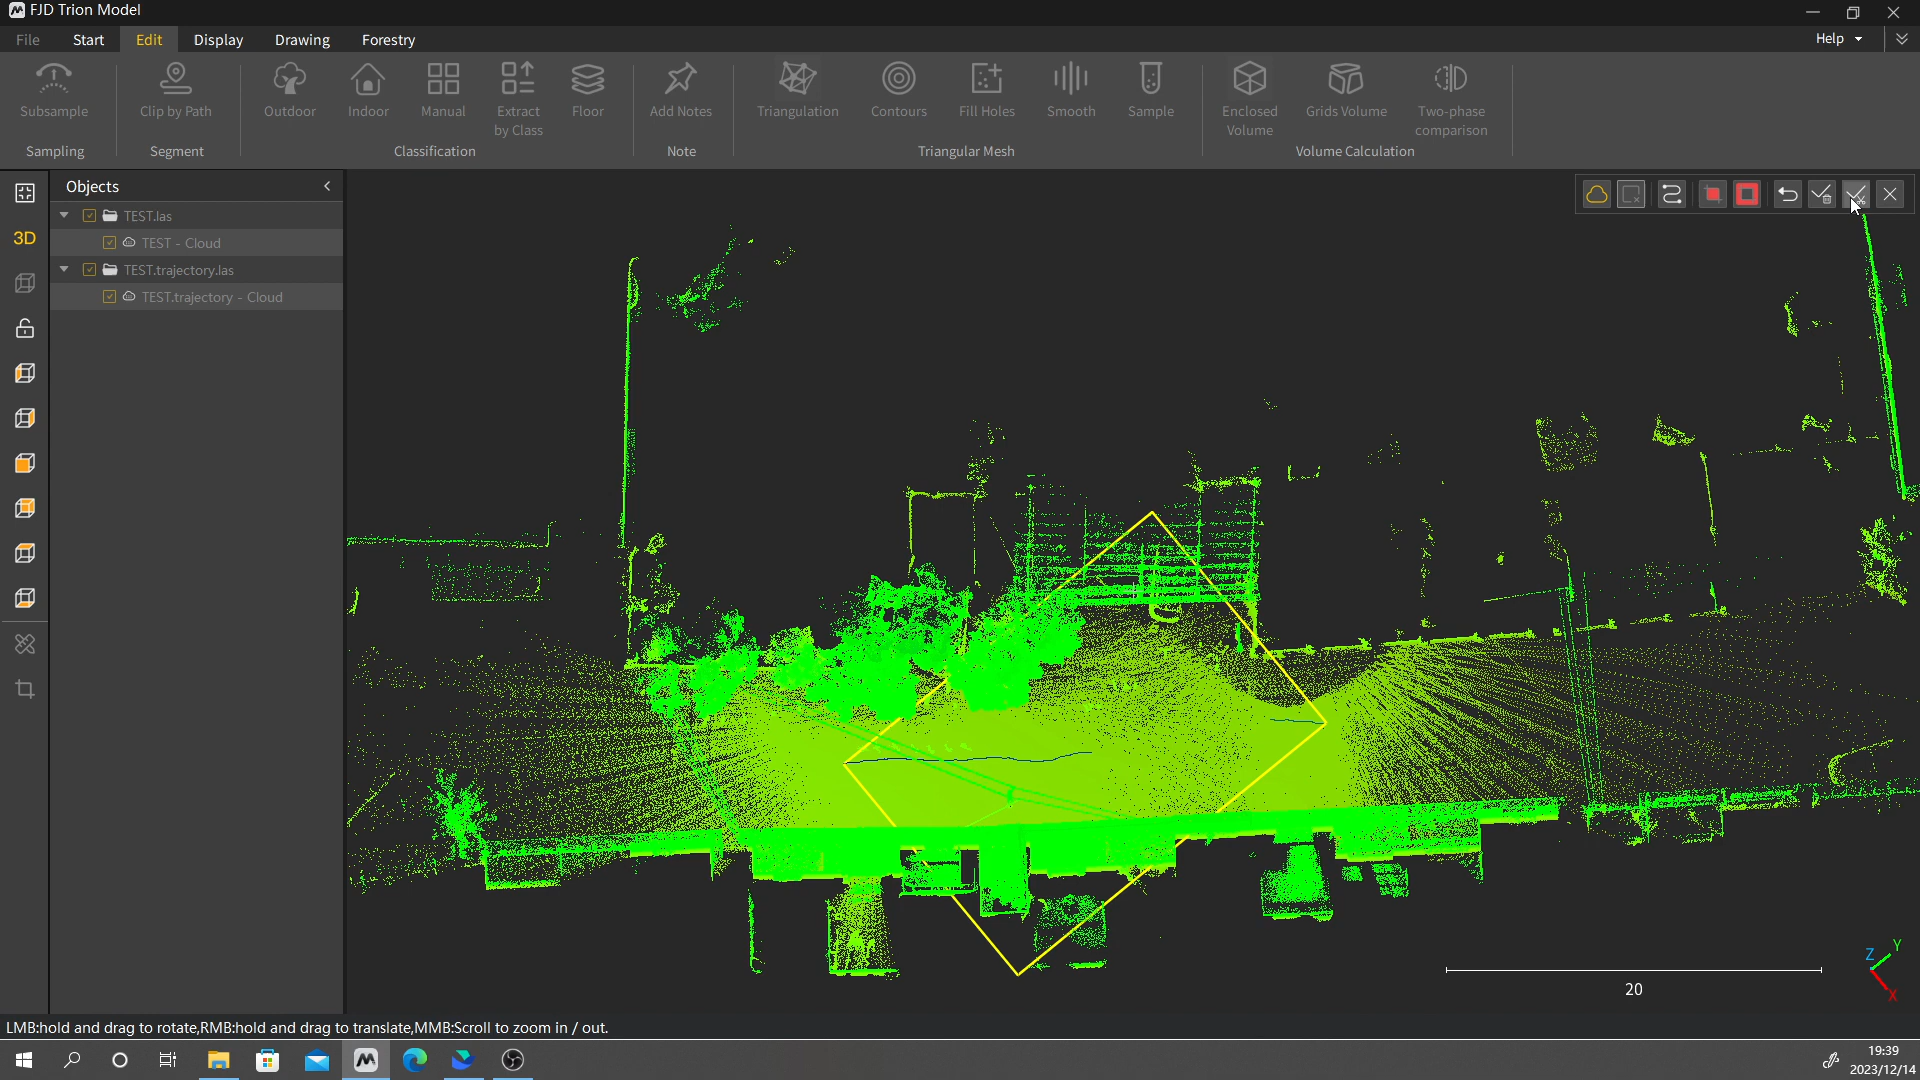 FJD Trion Model
File Start Edit Display Drawing Forestry Help
Subsample Clip by Path Outdoor Indoor Manual Extract by Class Floor Add Notes Triangulation Contours Fill Holes Smooth Sample Enclosed Volume Grids Volume Two-phase comparison
Sampling Segment Classification Note Triangular Mesh Volume Calculation
Objects
TEST.las
3D
TEST - Cloud
TEST.trajectory.las
TEST.trajectory - Cloud
Z Y
X
20
LMB:hold and drag to rotate,RMB:hold and drag to translate,MMB:Scroll to zoom in / out.
19:39
2023/12/14